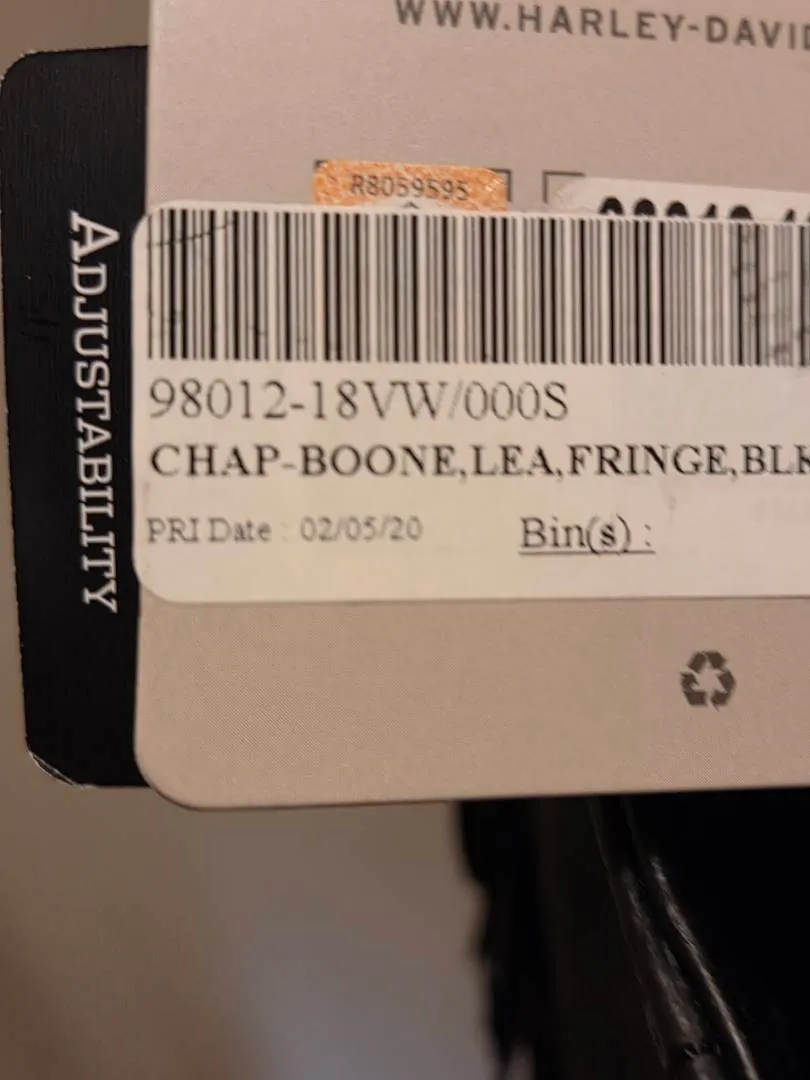 WWW.HARLEY-DAVID
R8059595
98012-18VW/000S
CHAP-BOONE,LEA,FRINGE,BLK
PRI Date : 02/05/20 Bin(s) :
ADJUSTABILITY